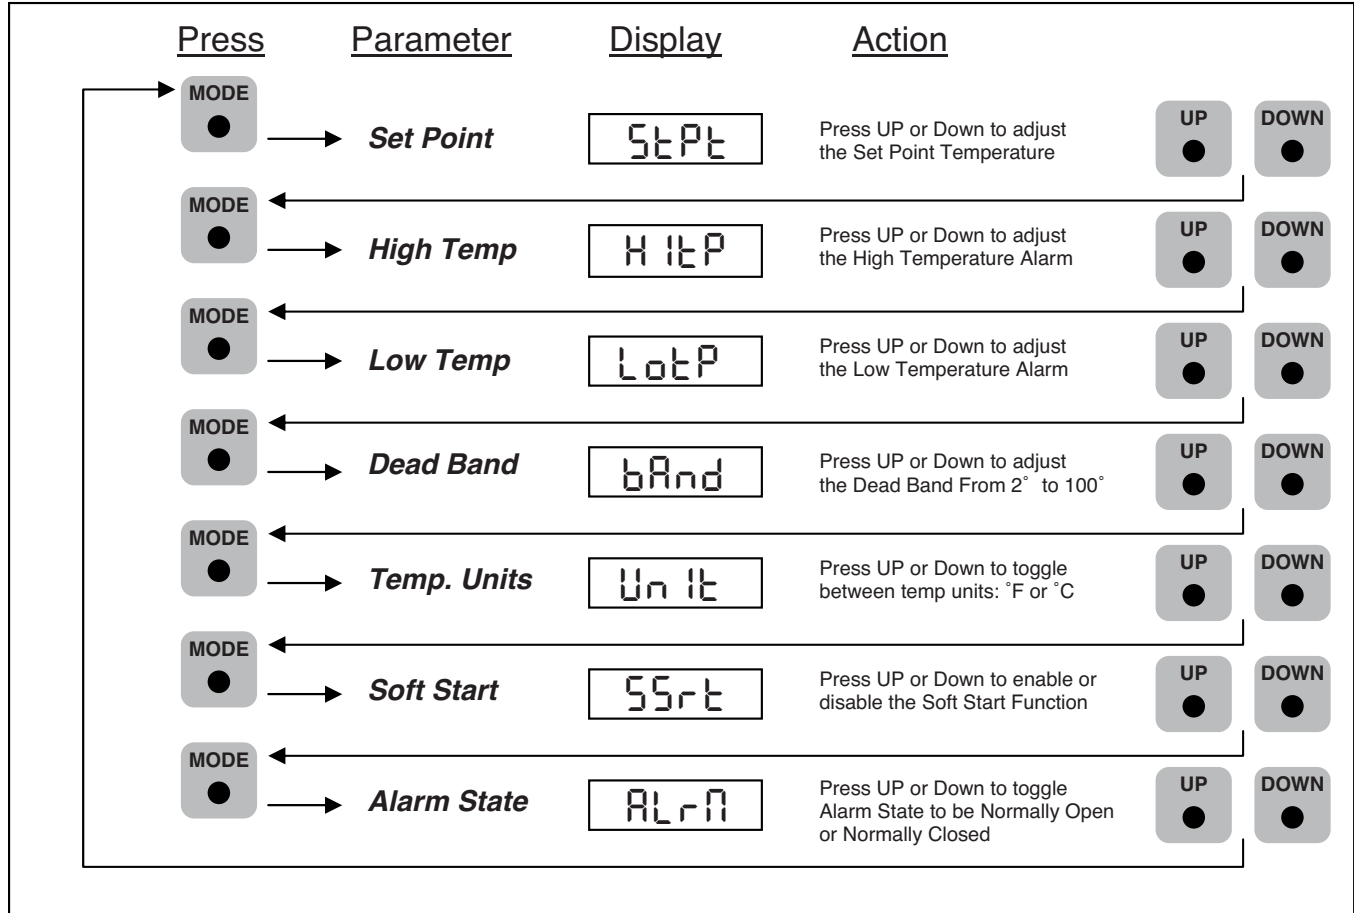 Press Parameter Display Action
MODE
Set Point StPt Press UP or Down to adjust
the Set Point Temperature
UP DOWN
MODE
High Temp HItP Press UP or Down to adjust
the High Temperature Alarm
UP DOWN
MODE
Low Temp LotP Press UP or Down to adjust
the Low Temperature Alarm
UP DOWN
MODE
Dead Band bAnd Press UP or Down to adjust
the Dead Band From 2˚ to 100˚
UP DOWN
MODE
Temp. Units UnIt Press UP or Down to toggle
between temp units: ˚F or ˚C
UP DOWN
MODE
Soft Start SSrt Press UP or Down to enable or
disable the Soft Start Function
UP DOWN
MODE
Alarm State ALrM Press UP or Down to toggle
Alarm State to be Normally Open
or Normally Closed
UP DOWN